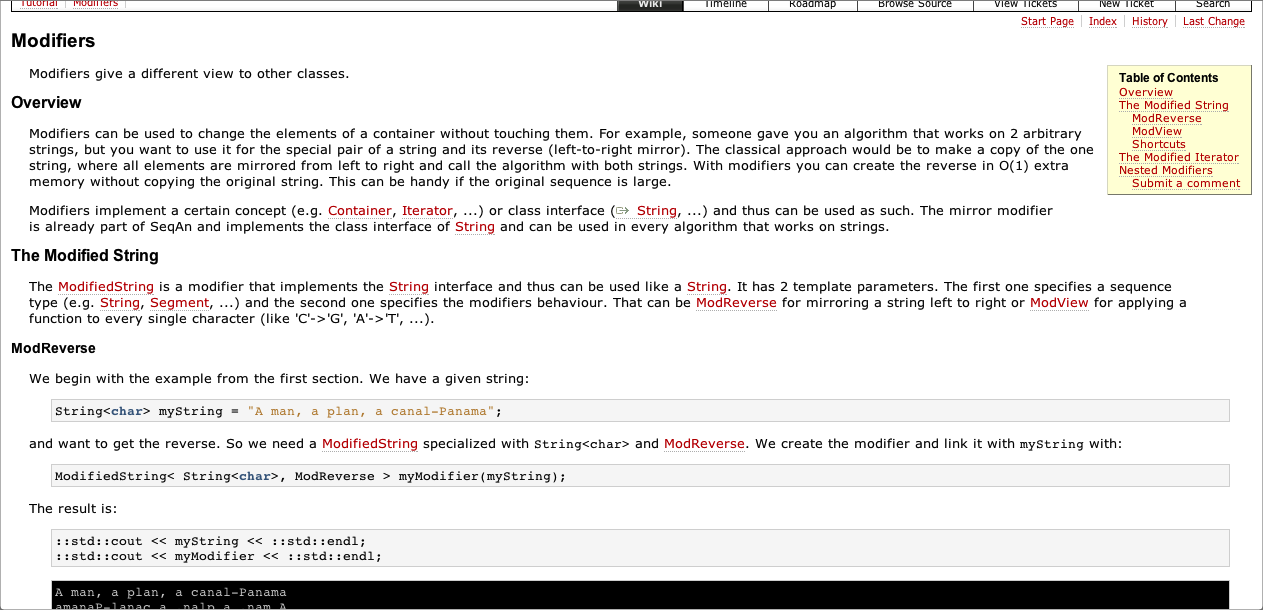 Tutorial Modifiers
Wiki Timeline Roadmap Browse Source View Tickets New Ticket Search
Start Page Index History Last Change
Modifiers
Modifiers give a different view to other classes.
Table of Contents
Overview
The Modified String
ModReverse
ModView
Shortcuts
The Modified Iterator
Nested Modifiers
Submit a comment
Overview
Modifiers can be used to change the elements of a container without touching them. For example, someone gave you an algorithm that works on 2 arbitrary
strings, but you want to use it for the special pair of a string and its reverse (left-to-right mirror). The classical approach would be to make a copy of the one
string, where all elements are mirrored from left to right and call the algorithm with both strings. With modifiers you can create the reverse in O(1) extra
memory without copying the original string. This can be handy if the original sequence is large.
Modifiers implement a certain concept (e.g. Container, Iterator, ...) or class interface (⇨ String, ...) and thus can be used as such. The mirror modifier
is already part of SeqAn and implements the class interface of String and can be used in every algorithm that works on strings.
The Modified String
The ModifiedString is a modifier that implements the String interface and thus can be used like a String. It has 2 template parameters. The first one specifies a sequence
type (e.g. String, Segment, ...) and the second one specifies the modifiers behaviour. That can be ModReverse for mirroring a string left to right or ModView for applying a
function to every single character (like 'C'->'G', 'A'->'T', ...).
ModReverse
We begin with the example from the first section. We have a given string:
String<char> myString = "A man, a plan, a canal-Panama";
and want to get the reverse. So we need a ModifiedString specialized with String<char> and ModReverse. We create the modifier and link it with myString with:
ModifiedString< String<char>, ModReverse > myModifier(myString);
The result is:
::std::cout << myString << ::std::endl;
::std::cout << myModifier << ::std::endl;
A man, a plan, a canal-Panama
amanaP-lanac a ,nalp a ,nam A